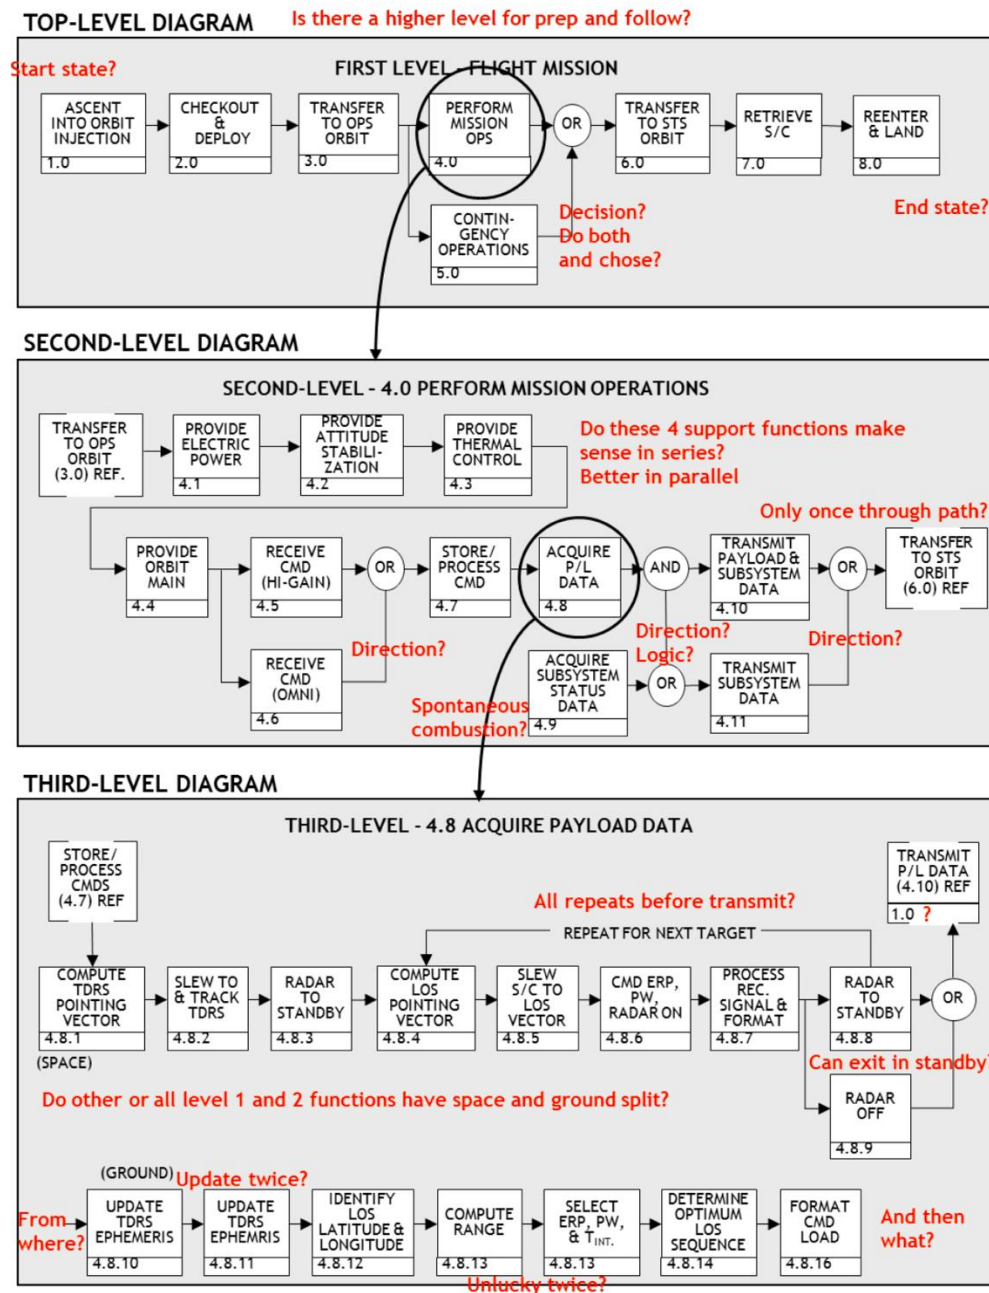 TOP-LEVEL DIAGRAM
Is there a higher level for prep and follow?
Start state?
FIRST LEVEL - FLIGHT MISSION
ASCENT
INTO ORBIT
INJECTION
1.0
CHECKOUT
&
DEPLOY
2.0
TRANSFER
TO OPS
ORBIT
3.0
PERFORM
MISSION
OPS
4.0
OR
TRANSFER
TO STS
ORBIT
6.0
RETRIEVE
S/C
7.0
REENTER
& LAND
8.0
CONTIN-
GENCY
OPERATIONS
5.0
Decision?
Do both
and chose?
End state?
SECOND-LEVEL DIAGRAM
SECOND-LEVEL - 4.0 PERFORM MISSION OPERATIONS
TRANSFER
TO OPS
ORBIT
(3.0) REF.
PROVIDE
ELECTRIC
POWER
4.1
PROVIDE
ATTITUDE
STABILI-
ZATION
4.2
PROVIDE
THERMAL
CONTROL
4.3
Do these 4 support functions make
sense in series?
Better in parallel
Only once through path?
PROVIDE
ORBIT
MAIN
4.4
RECEIVE
CMD
(HI-GAIN)
4.5
OR
STORE/
PROCESS
CMD
4.7
ACQUIRE
P/L
DATA
4.8
AND
TRANSMIT
PAYLOAD &
SUBSYSTEM
DATA
4.10
OR
TRANSFER
TO STS
ORBIT
(6.0) REF
RECEIVE
CMD
(OMNI)
4.6
Direction?
Spontaneous
combustion?
ACQUIRE
SUBSYSTEM
STATUS
DATA
4.9
Direction?
Logic?
OR
TRANSMIT
SUBSYSTEM
DATA
4.11
Direction?
THIRD-LEVEL DIAGRAM
THIRD-LEVEL - 4.8 ACQUIRE PAYLOAD DATA
STORE/
PROCESS
CMDS
(4.7) REF
All repeats before transmit?
REPEAT FOR NEXT TARGET
TRANSMIT
P/L DATA
(4.10) REF
1.0 ?
COMPUTE
TDRS
POINTING
VECTOR
4.8.1
(SPACE)
SLEW TO
& TRACK
TDRS
4.8.2
RADAR
TO
STANDBY
4.8.3
COMPUTE
LOS
POINTING
VECTOR
4.8.4
SLEW
S/C TO
LOS
VECTOR
4.8.5
CMD ERP,
PW,
RADAR ON
4.8.6
PROCESS
REC.
SIGNAL &
FORMAT
4.8.7
RADAR
TO
STANDBY
4.8.8
OR
Can exit in standby?
RADAR
OFF
4.8.9
Do other or all level 1 and 2 functions have space and ground split?
(GROUND)
Update twice?
From
where?
UPDATE
TDRS
EPHEMERIS
4.8.10
UPDATE
TDRS
EPHEMRIS
4.8.11
IDENTIFY
LOS
LATITUDE &
LONGITUDE
4.8.12
COMPUTE
RANGE
4.8.13
SELECT
ERP, PW,
& TINT.
4.8.13
DETERMINE
OPTIMUM
LOS
SEQUENCE
4.8.14
FORMAT
CMD
LOAD
4.8.16
And then
what?
Unlucky twice?